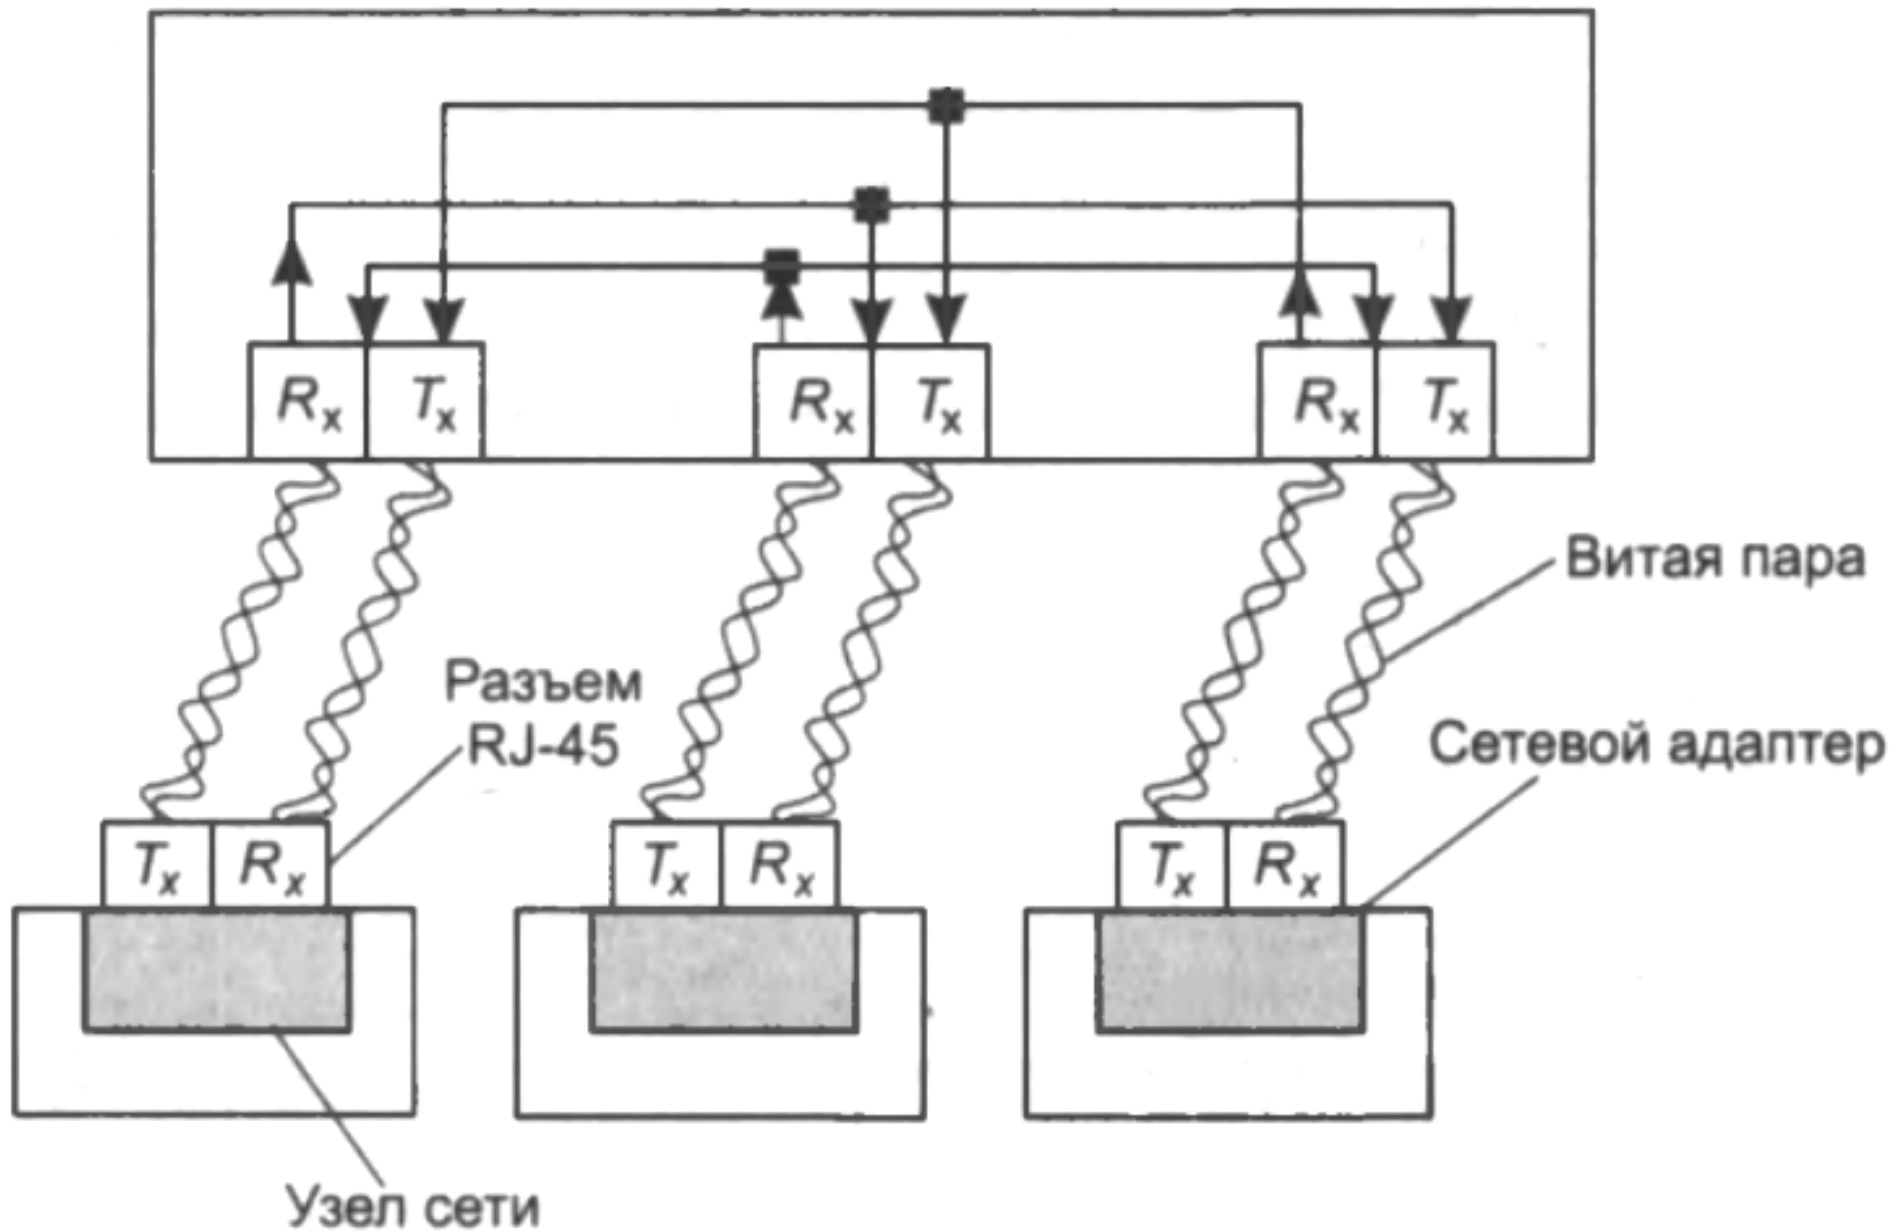 Rx Tx Rx Tx Rx Tx
Витая пара
Разъем
RJ-45
Сетевой адаптер
Tx Rx Tx Rx Tx Rx
Узел сети